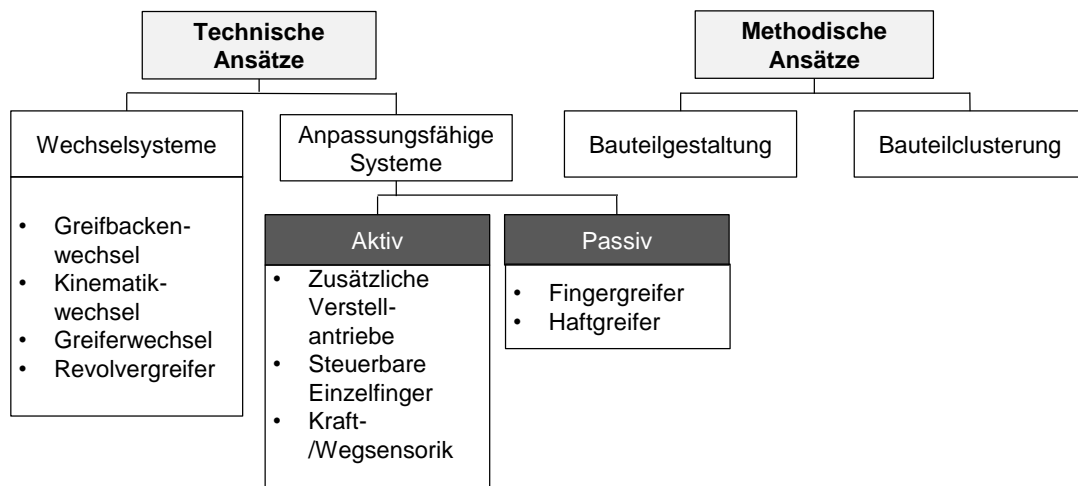 Technische
Ansätze
Methodische
Ansätze
Wechselsysteme
Anpassungsfähige
Systeme
Bauteilgestaltung
Bauteilclusterung
• Greifbacken-
wechsel
• Kinematik-
wechsel
• Greiferwechsel
• Revolvergreifer
Aktiv
• Zusätzliche
Verstell-
antriebe
• Steuerbare
Einzelfinger
• Kraft-
/Wegsensorik
Passiv
• Fingergreifer
• Haftgreifer